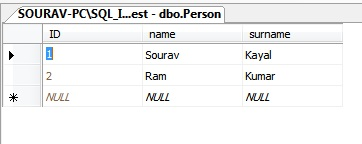 SOURAV-PC\SQL_I...est - dbo.Person
ID name surname
1 Sourav Kayal
2 Ram Kumar
NULL NULL NULL